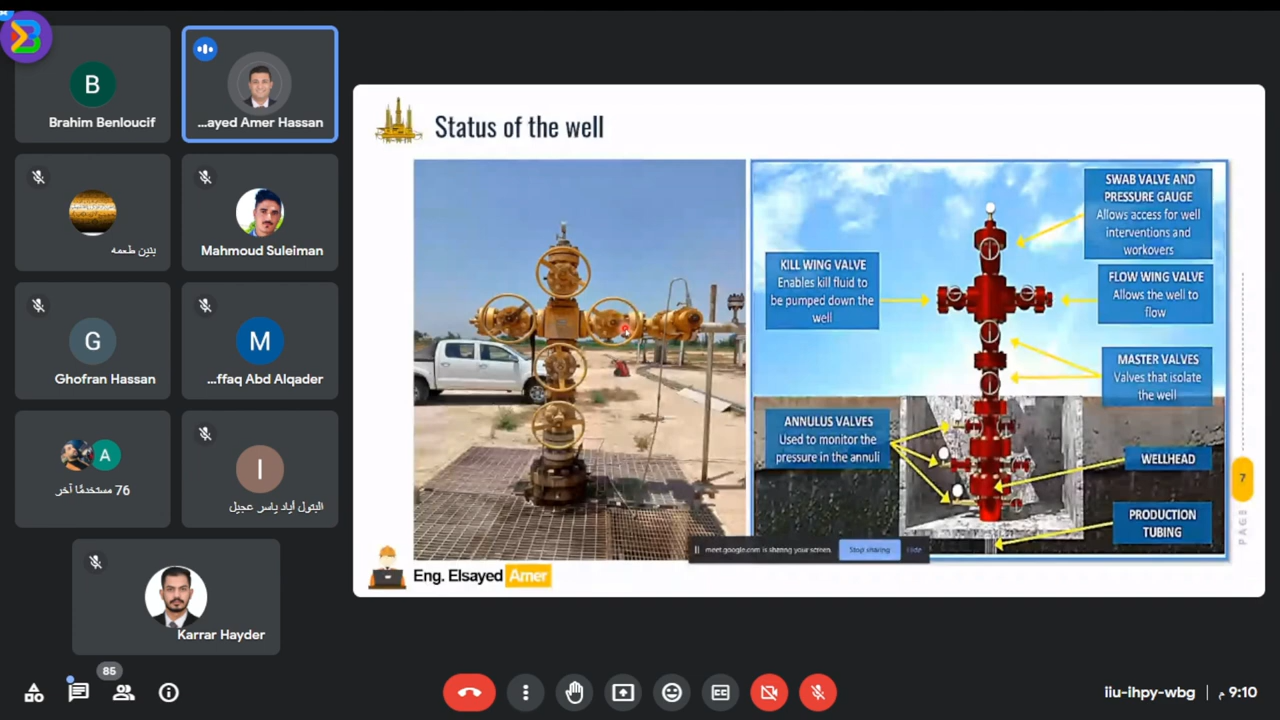 B
Brahim Benloucif
...ayed Amer Hassan
بنين طعمه
Mahmoud Suleiman
G
Ghofran Hassan
M
...ffaq Abd Alqader
A
76 مستخدمًا آخر
I
البتول أياد ياسر عجيل
Karrar Hayder
Status of the well
SWAB VALVE AND
PRESSURE GAUGE
Allows access for well
interventions and
workovers
KILL WING VALVE
Enables kill fluid to
be pumped down the
well
FLOW WING VALVE
Allows the well to
flow
MASTER VALVES
Valves that isolate
the well
ANNULUS VALVES
Used to monitor the
pressure in the annuli
WELLHEAD
PRODUCTION
TUBING
meet.google.com is sharing your screen.
Stop sharing
Hide
Eng. Elsayed Amer
7
PAGE
85
iiu-ihpy-wbg
9:10 م